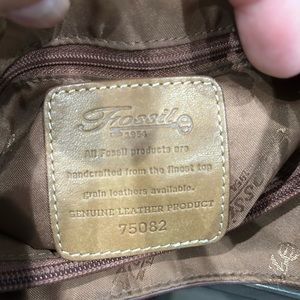 Fossil
1954
All Fossil products are
handcrafted from the finest top
grain leathers available.
GENUINE LEATHER PRODUCT
75082